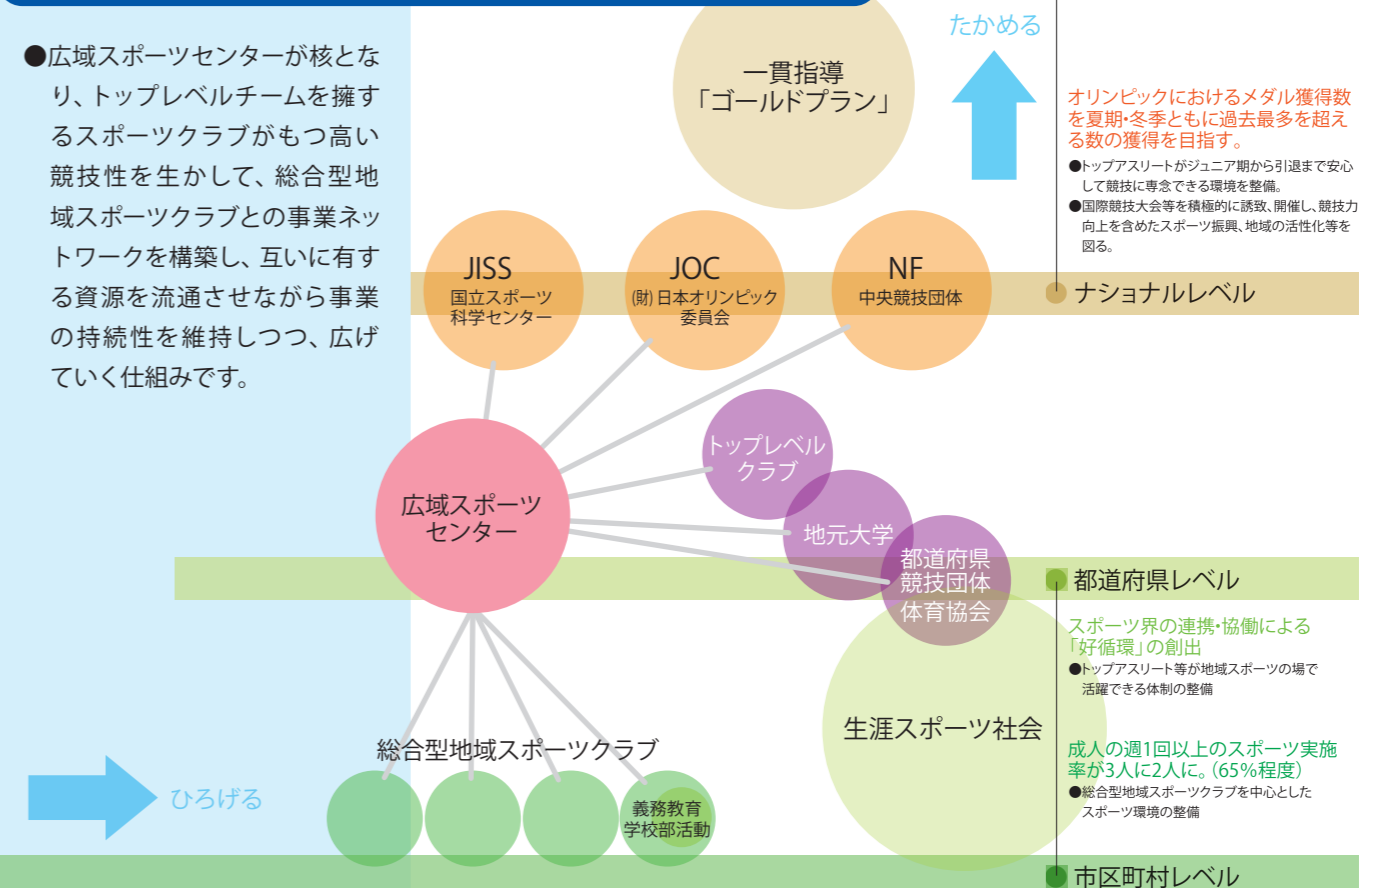 ●広域スポーツセンターが核とな
り、トップレベルチームを擁す
るスポーツクラブがもつ高い
競技性を生かして、総合型地
域スポーツクラブとの事業ネッ
トワークを構築し、互いに有す
る資源を流通させながら事業
の持続性を維持しつつ、広げ
ていく仕組みです。
一貫指導
「ゴールドプラン」
たかめる
オリンピックにおけるメダル獲得数
を夏期・冬季ともに過去最多を超え
る数の獲得を目指す。
●トップアスリートがジュニア期から引退まで安心
して競技に専念できる環境を整備。
●国際競技大会等を積極的に誘致、開催し、競技力
向上を含めたスポーツ振興、地域の活性化等を
図る。
JISS
国立スポーツ
科学センター
JOC
(財)日本オリンピック
委員会
NF
中央競技団体
ナショナルレベル
トップレベル
クラブ
広域スポーツ
センター
地元大学
都道府県
競技団体
体育協会
都道府県レベル
スポーツ界の連携・協働による
「好循環」の創出
●トップアスリート等が地域スポーツの場で
活躍できる体制の整備
生涯スポーツ社会
成人の週1回以上のスポーツ実施
率が3人に2人に。(65%程度)
●総合型地域スポーツクラブを中心とした
スポーツ環境の整備
総合型地域スポーツクラブ
ひろげる
義務教育
学校部活動
市区町村レベル